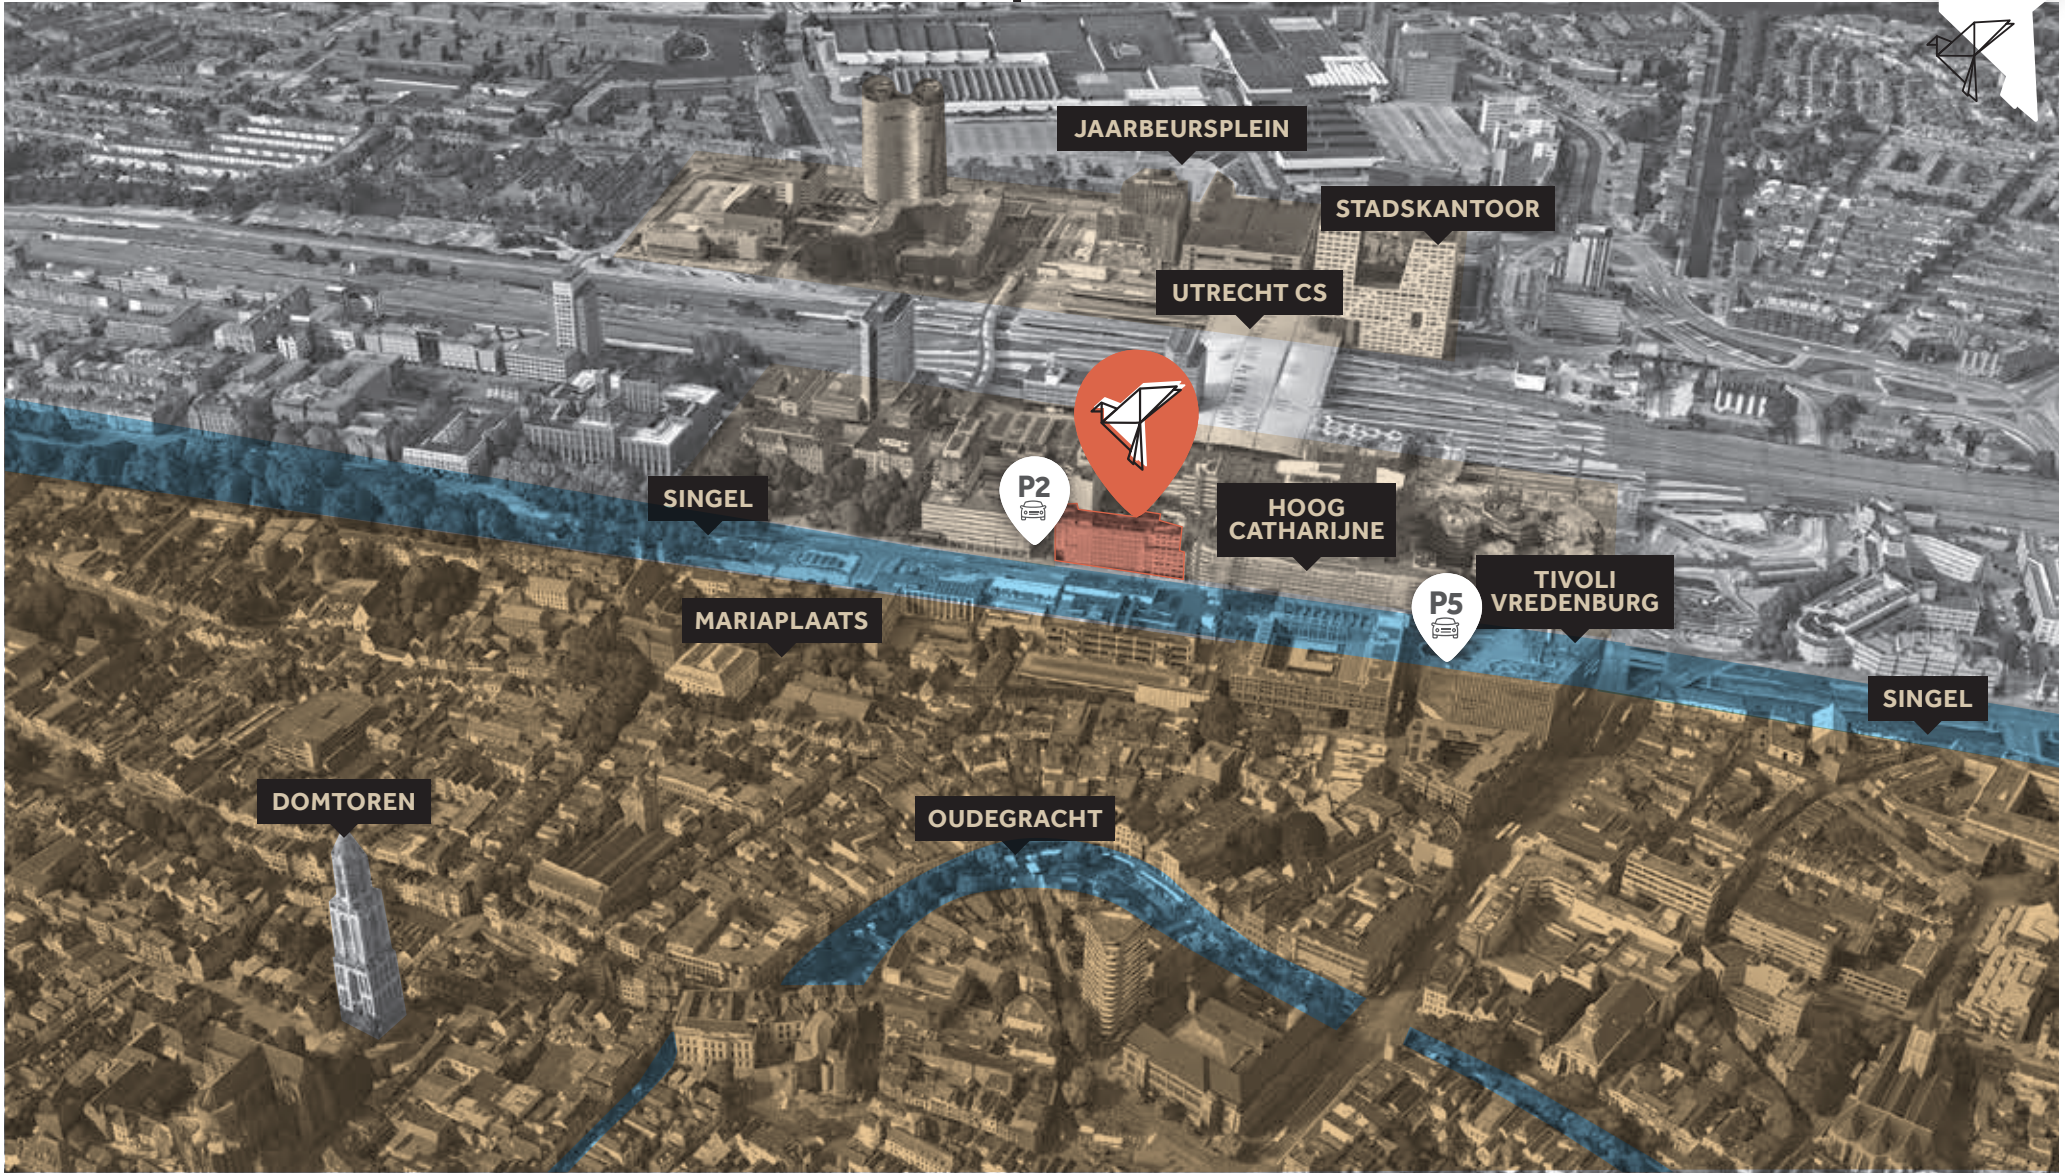 JAARBEURSPLEIN
STADSKANTOOR
UTRECHT CS
P2
SINGEL
HOOG
CATHARIJNE
TIVOLI
VREDENBURG
P5
MARIAPLAATS
SINGEL
DOMTOREN
OUDEGRACHT